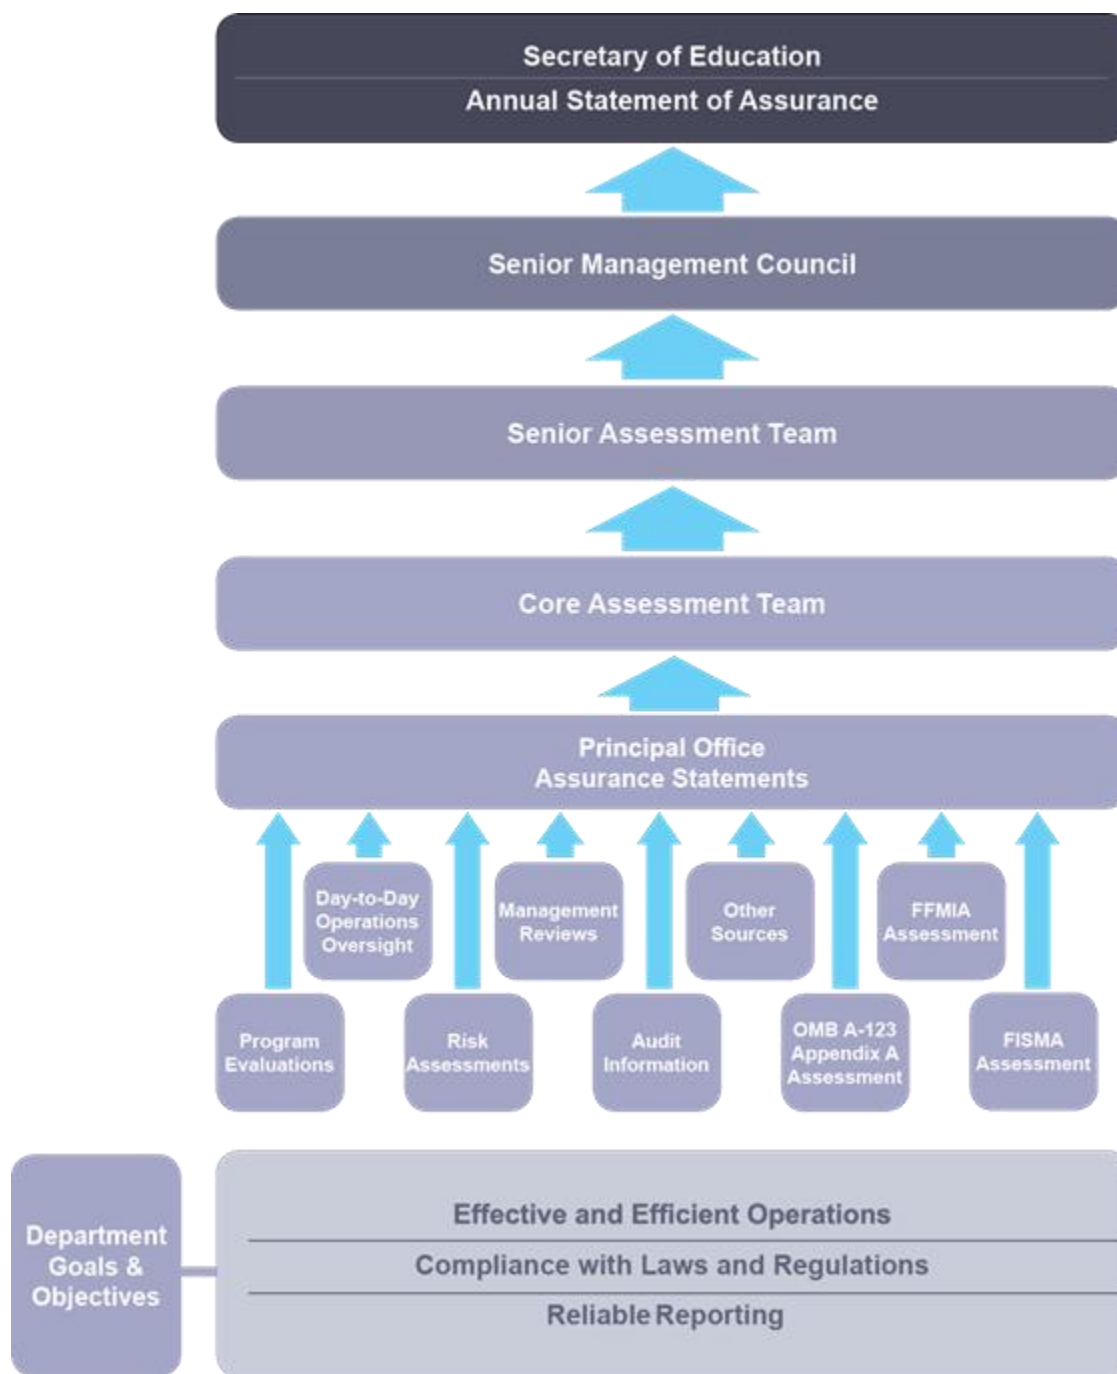 Secretary of Education
Annual Statement of Assurance
Senior Management Council
Senior Assessment Team
Core Assessment Team
Principal Office
Assurance Statements
Day-to-Day
Operations
Oversight
Management
Reviews
Other
Sources
FFMIA
Assessment
Program
Evaluations
Risk
Assessments
Audit
Information
OMB A-123
Appendix A
Assessment
FISMA
Assessment
Department
Goals &
Objectives
Effective and Efficient Operations
Compliance with Laws and Regulations
Reliable Reporting